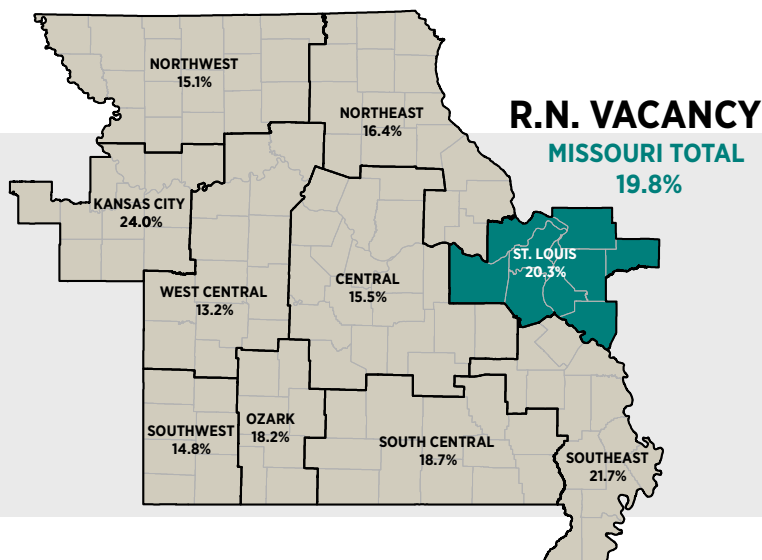 NORTHWEST
15.1%
NORTHEAST
16.4%
R.N. VACANCY
MISSOURI TOTAL
19.8%
KANSAS CITY
24.0%
ST. LOUIS
20.3%
WEST CENTRAL
13.2%
CENTRAL
15.5%
SOUTHWEST
14.8%
OZARK
18.2%
SOUTH CENTRAL
18.7%
SOUTHEAST
21.7%